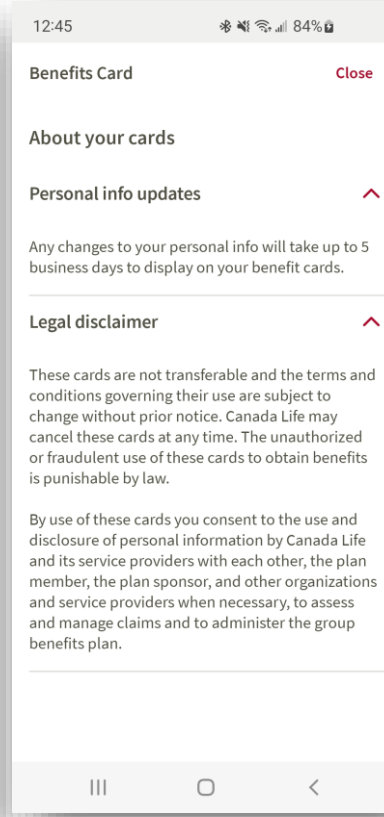 12:45 84%
Benefits Card Close
About your cards
Personal info updates
Any changes to your personal info will take up to 5
business days to display on your benefit cards.
Legal disclaimer
These cards are not transferable and the terms and
conditions governing their use are subject to
change without prior notice. Canada Life may
cancel these cards at any time. The unauthorized
or fraudulent use of these cards to obtain benefits
is punishable by law.
By use of these cards you consent to the use and
disclosure of personal information by Canada Life
and its service providers with each other, the plan
member, the plan sponsor, and other organizations
and service providers when necessary, to assess
and manage claims and to administer the group
benefits plan.